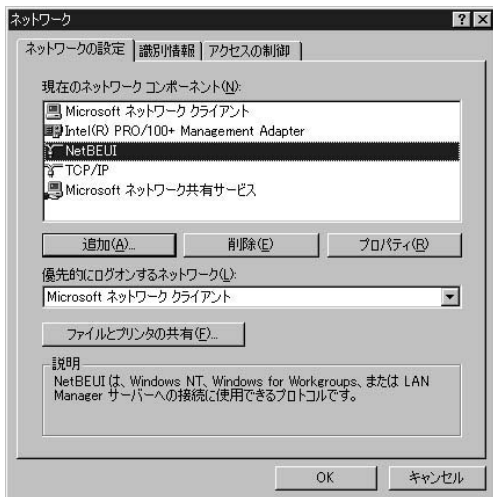 ネットワーク
ネットワークの設定 識別情報 アクセスの制御
現在のネットワーク コンポーネント(N):
Microsoft ネットワーク クライアント
Intel(R) PRO/100+ Management Adapter
NetBEUI
TCP/IP
Microsoft ネットワーク共有サービス
追加(A)... 削除(E) プロパティ(R)
優先的にログオンするネットワーク(L):
Microsoft ネットワーク クライアント
ファイルとプリンタの共有(F)...
説明
NetBEUI は、Windows NT、Windows for Workgroups、または LAN
Manager サーバーへの接続に使用できるプロトコルです。
OK キャンセル